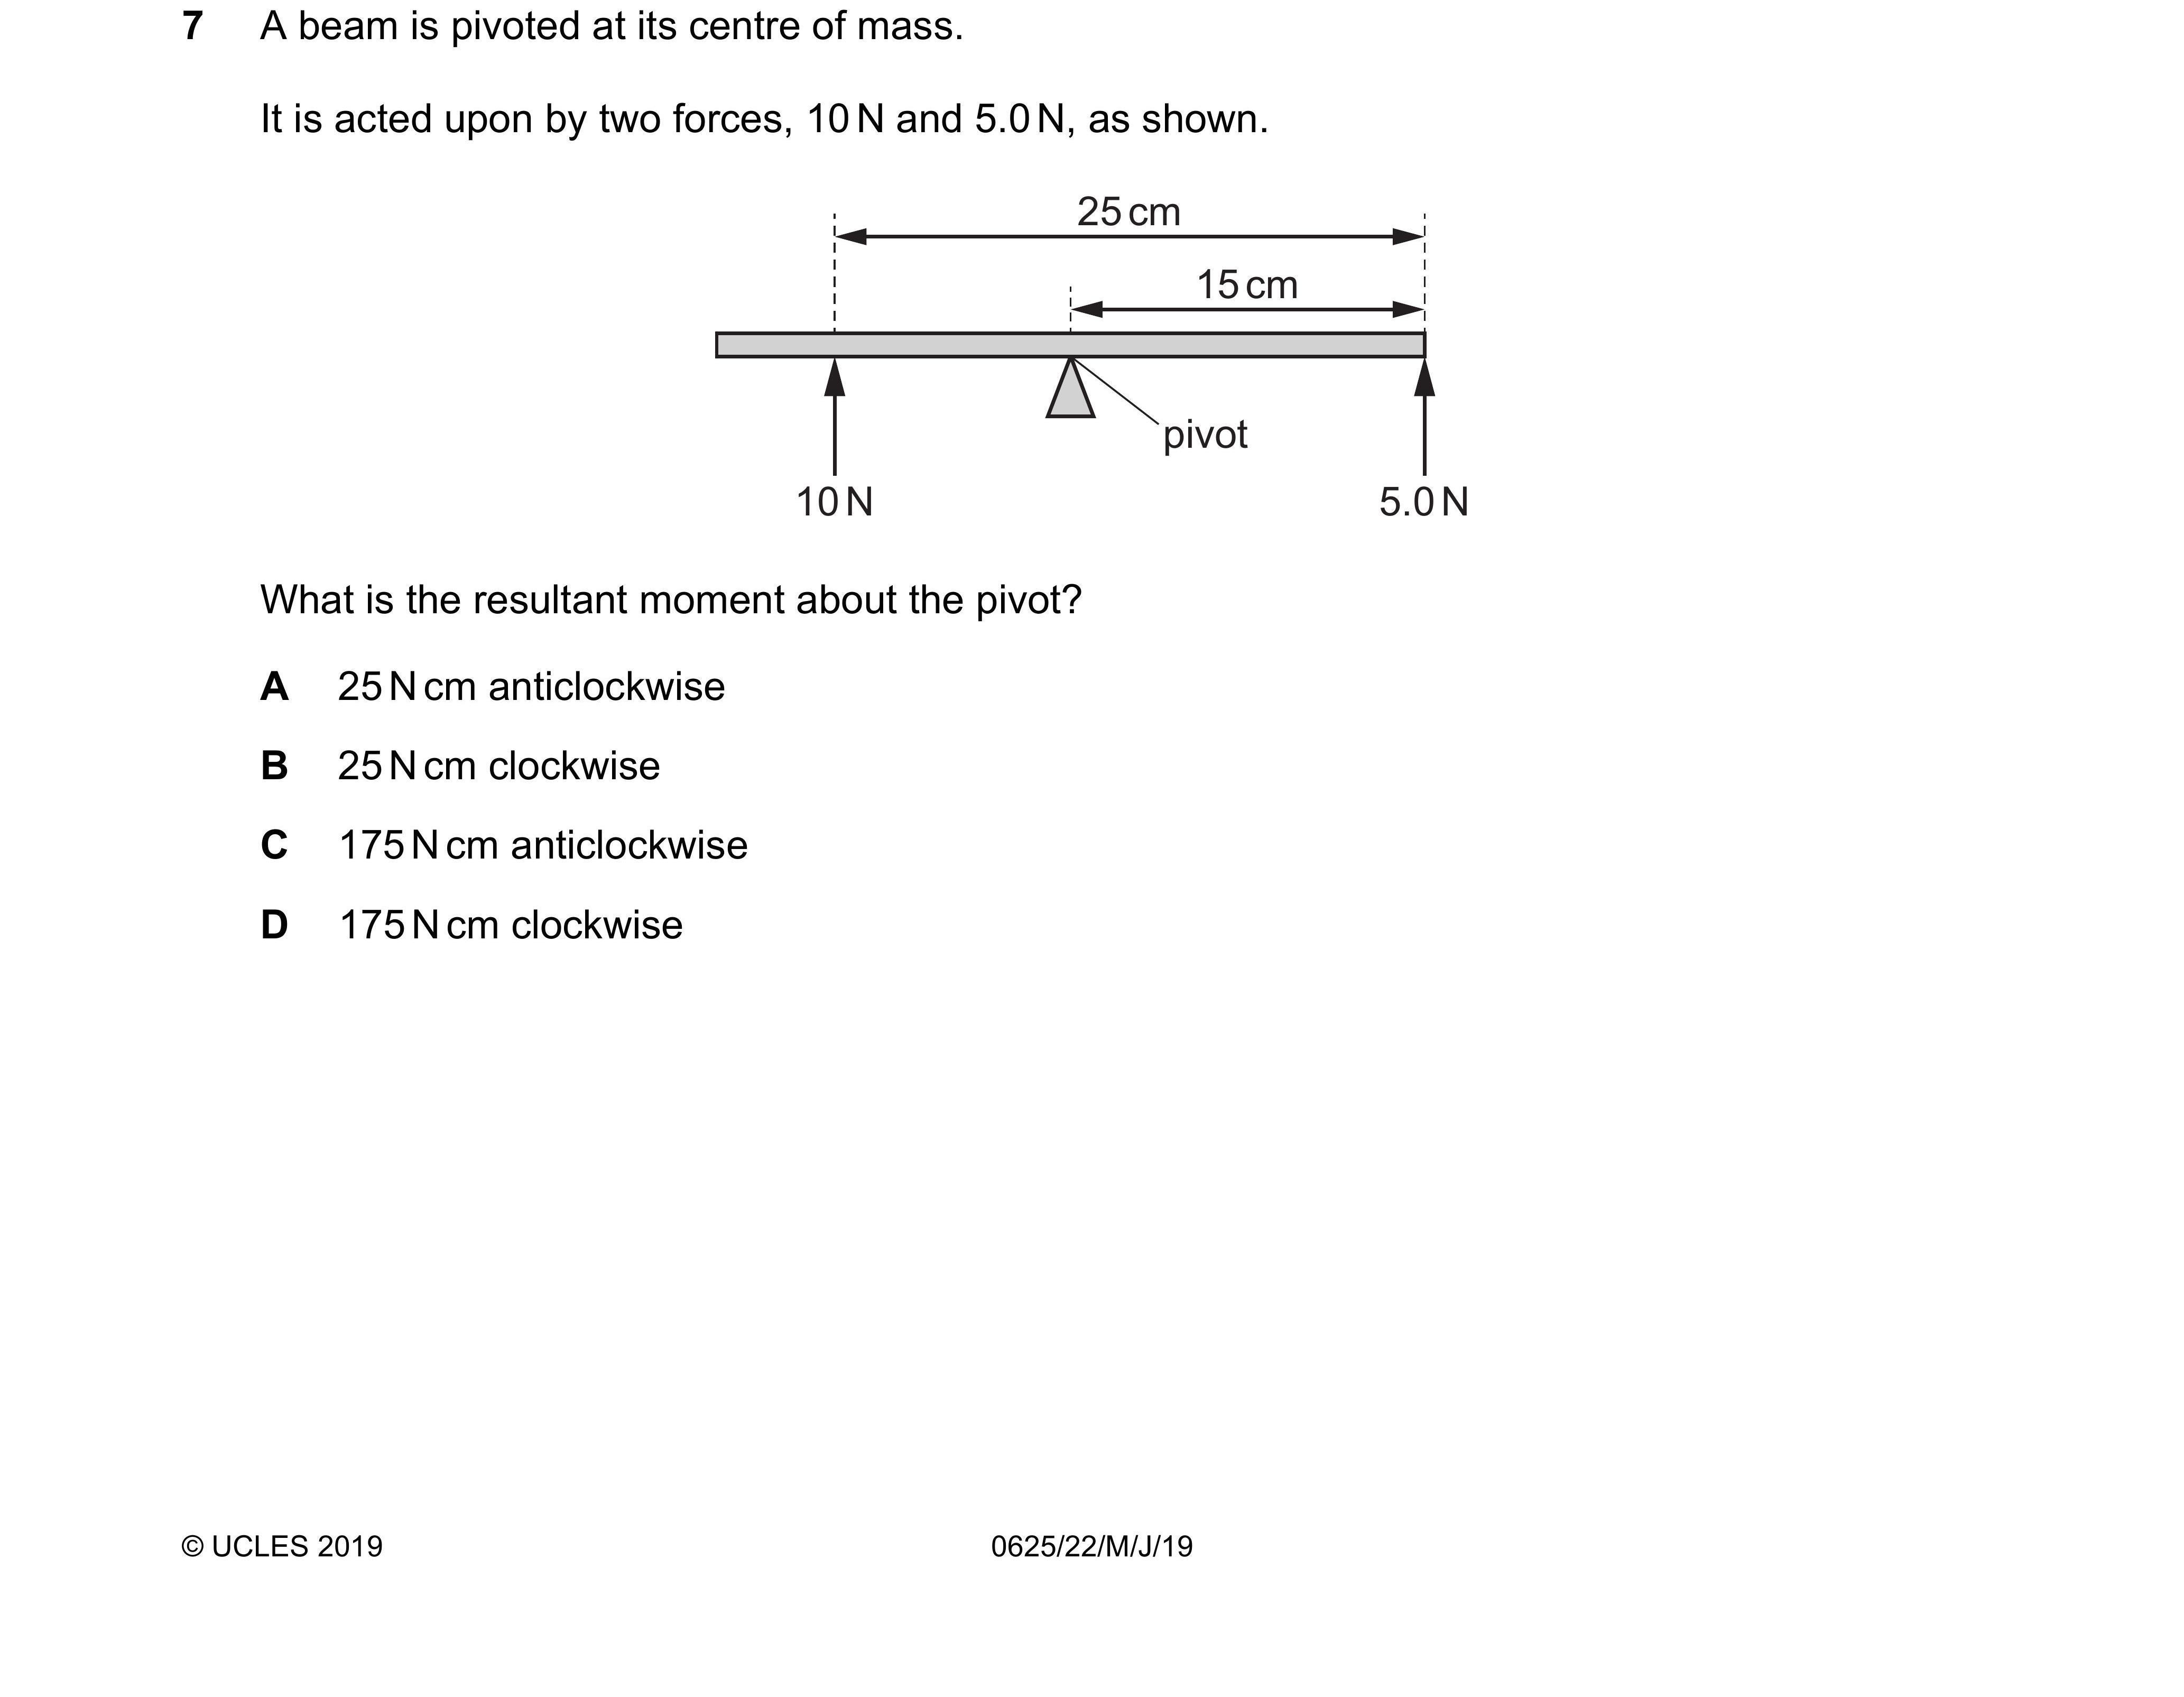 7 A beam is pivoted at its centre of mass.
It is acted upon by two forces, 10 N and 5.0 N, as shown.
25 cm
15 cm
pivot
10 N
5.0 N
What is the resultant moment about the pivot?
A 25 N cm anticlockwise
B 25 N cm clockwise
C 175 N cm anticlockwise
D 175 N cm clockwise
© UCLES 2019
0625/22/M/J/19